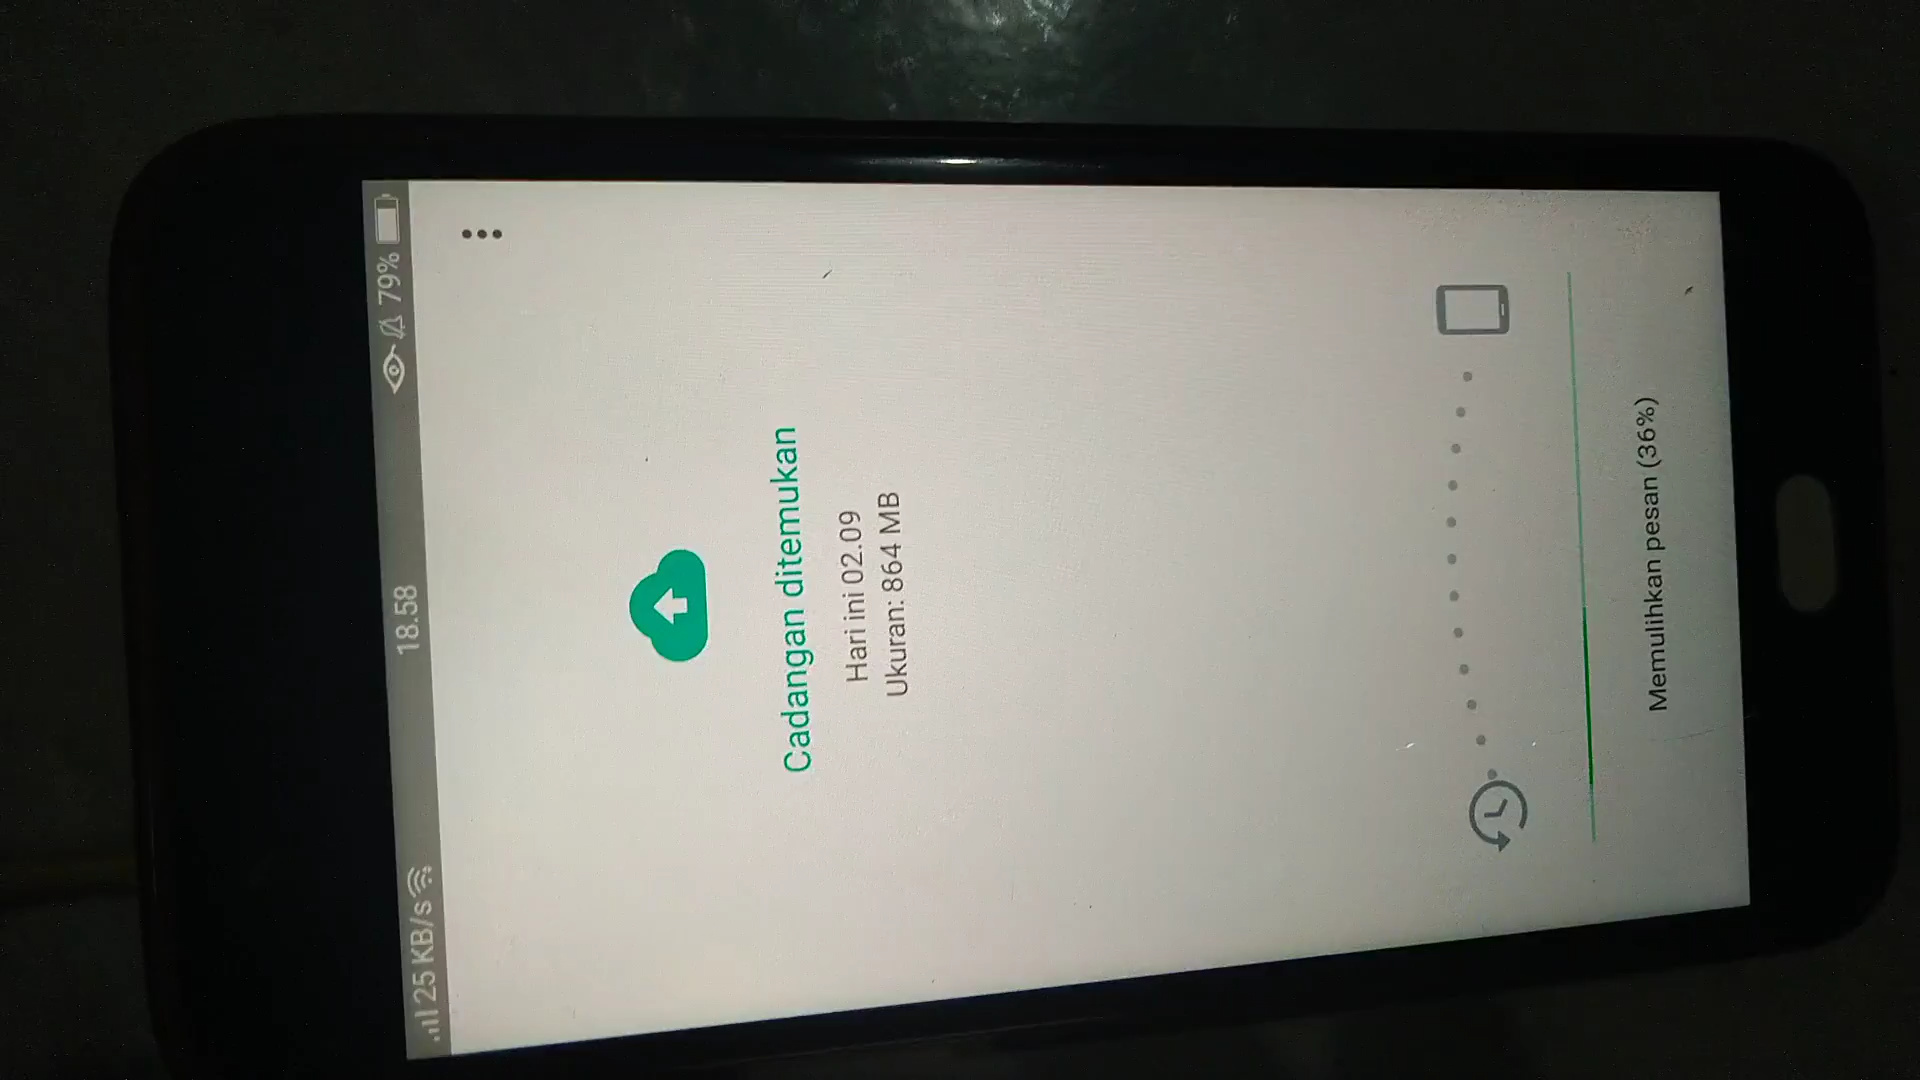 25 KB/s
18.58
79%
Cadangan ditemukan
Hari ini 02.09
Ukuran: 864 MB
Memulihkan pesan (36%)